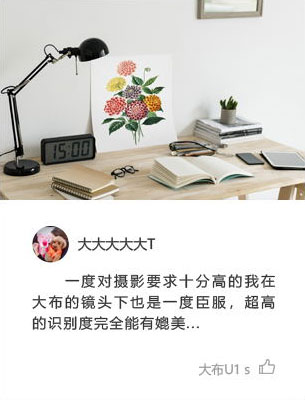 15:00
大大大大大T
一度对摄影要求十分高的我在
大布的镜头下也是一度臣服，超高
的识别度完全能有媲美...
大布U1 s